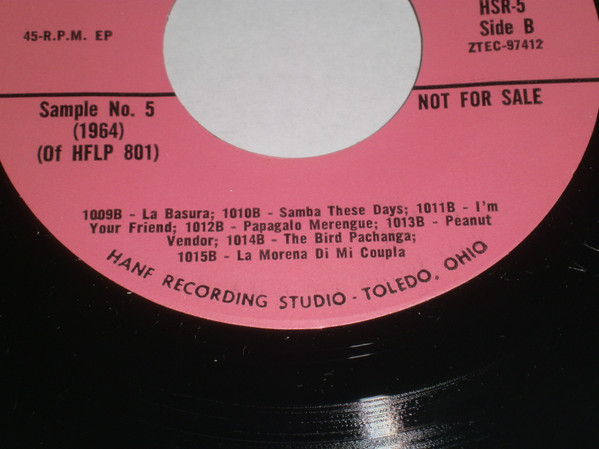 45-R.P.M. EP
HSR-5
Side B
ZTEC-97412
Sample No. 5
(1964)
(Of HFLP 801)
NOT FOR SALE
1009B - La Basura; 1010B - Samba These Days; 1011B - I'm
Your Friend; 1012B - Papagalo Merengue; 1013B - Peanut
Vendor; 1014B - The Bird Pachanga;
1015B - La Morena Di Mi Coupla
HANF RECORDING STUDIO - TOLEDO, OHIO